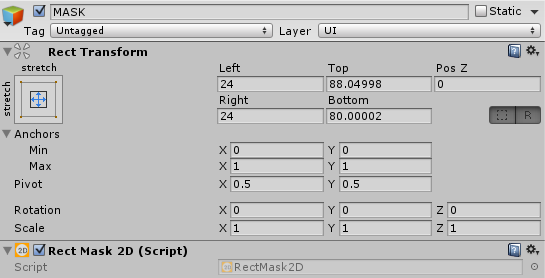 MASK Static
Tag Untagged Layer UI
Rect Transform
stretch Left Top Pos Z
stretch 24 88.04998 0
Right Bottom
24 80.00002 R
Anchors
Min X 0 Y 0
Max X 1 Y 1
Pivot X 0.5 Y 0.5
Rotation X 0 Y 0 Z 0
Scale X 1 Y 1 Z 1
2D Rect Mask 2D (Script)
Script RectMask2D